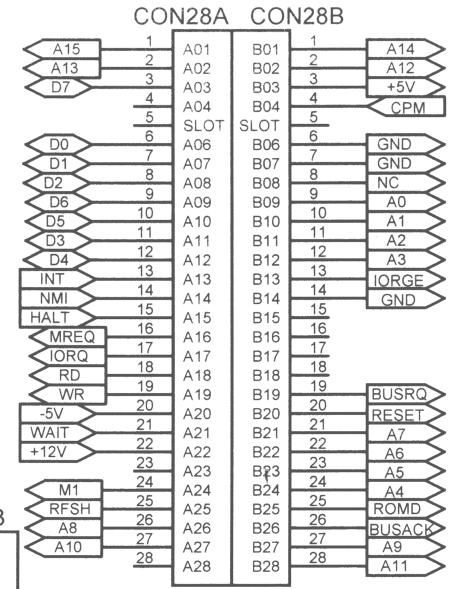 CON28A CON28B
A15 1 A01 B01 1 A14
A13 2 A02 B02 2 A12
D7 3 A03 B03 3 +5V
4 A04 B04 4 CPM
5 SLOT SLOT 5
D0 6 A06 B06 6 GND
D1 7 A07 B07 7 GND
D2 8 A08 B08 8 NC
D6 9 A09 B09 9 A0
D5 10 A10 B10 10 A1
D3 11 A11 B11 11 A2
D4 12 A12 B12 12 A3
INT 13 A13 B13 13 IORGE
NMI 14 A14 B14 14 GND
HALT 15 A15 B15 15
MREQ 16 A16 B16 16
IORQ 17 A17 B17 17
RD 18 A18 B18 18
WR 19 A19 B19 19 BUSRQ
-5V 20 A20 B20 20 RESET
WAIT 21 A21 B21 21 A7
+12V 22 A22 B22 22 A6
23 A23 B23 23 A5
M1 24 A24 B24 24 A4
RFSH 25 A25 B25 25 ROMD
A8 26 A26 B26 26 BUSACK
A10 27 A27 B27 27 A9
28 A28 B28 28 A11